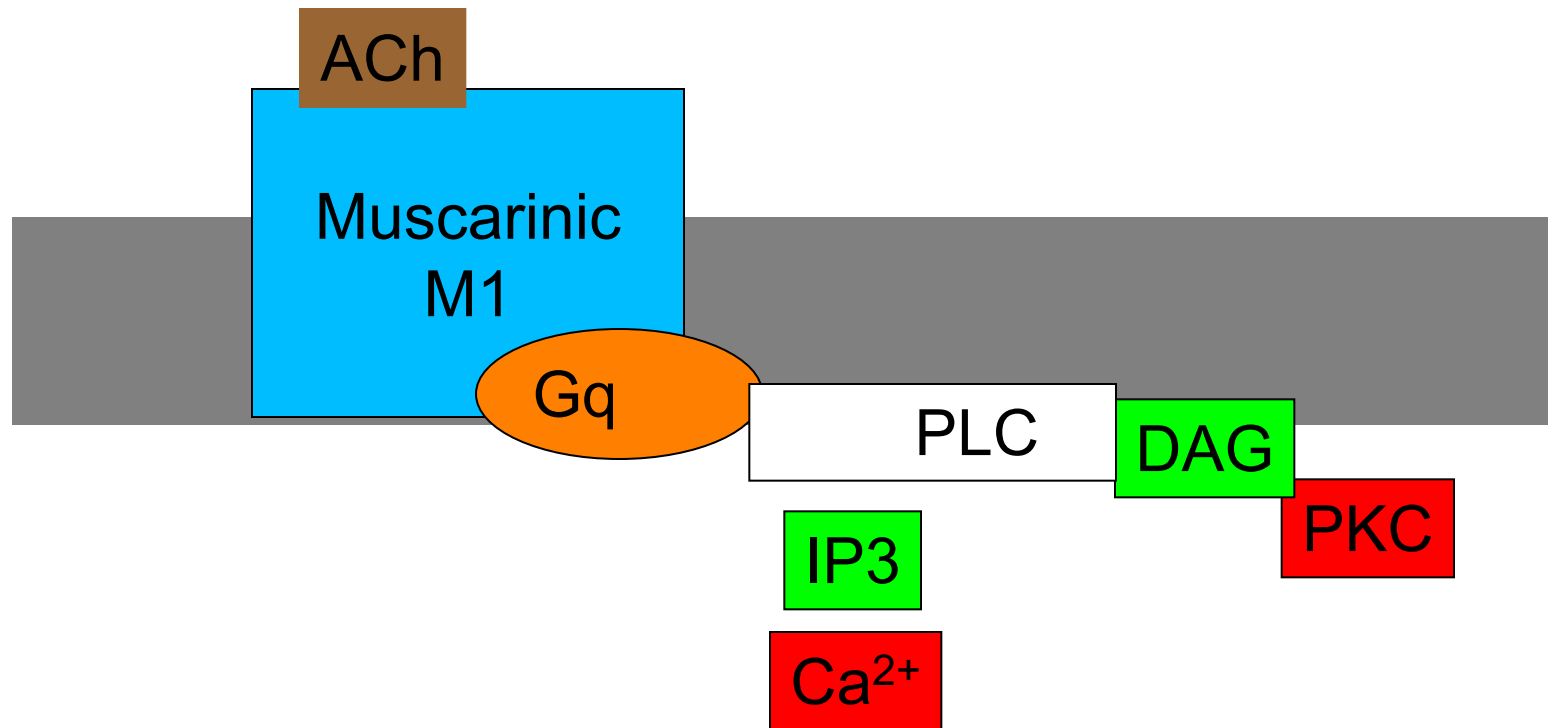 ACh
Muscarinic
M1
Gq
PLC
DAG
PKC
IP3
Ca²⁺